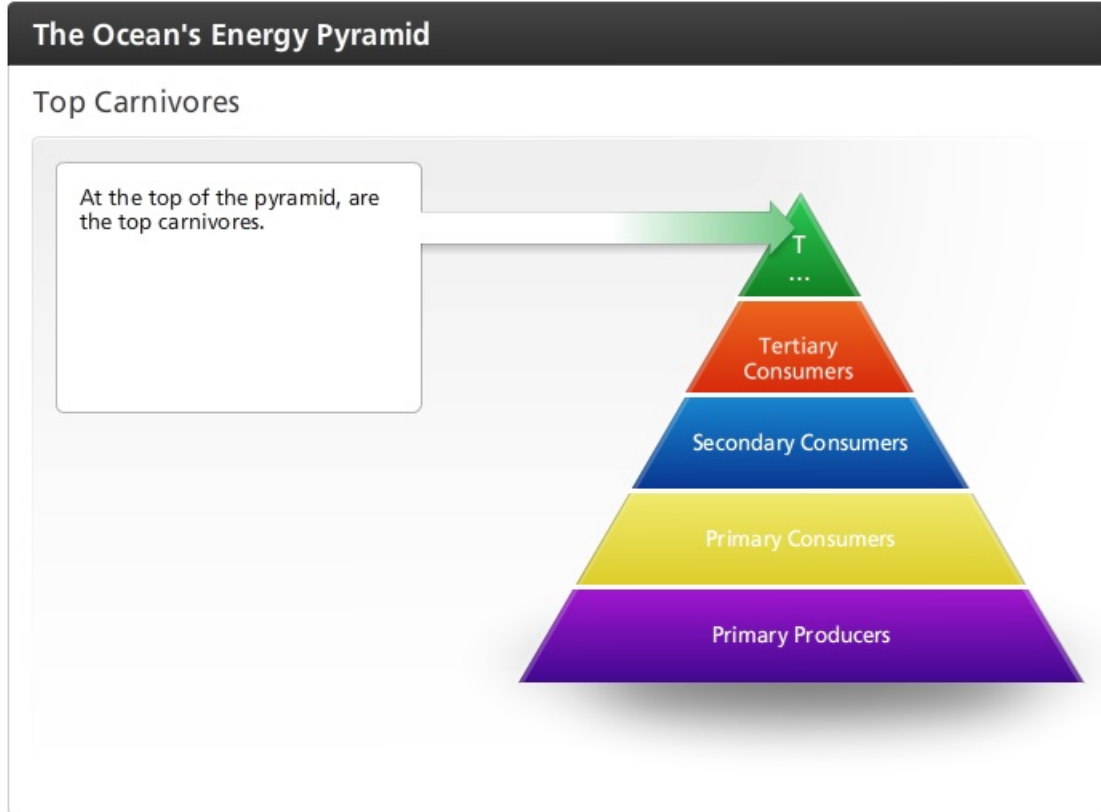 The Ocean's Energy Pyramid
Top Carnivores
At the top of the pyramid, are
the top carnivores.
T
...
Tertiary
Consumers
Secondary Consumers
Primary Consumers
Primary Producers